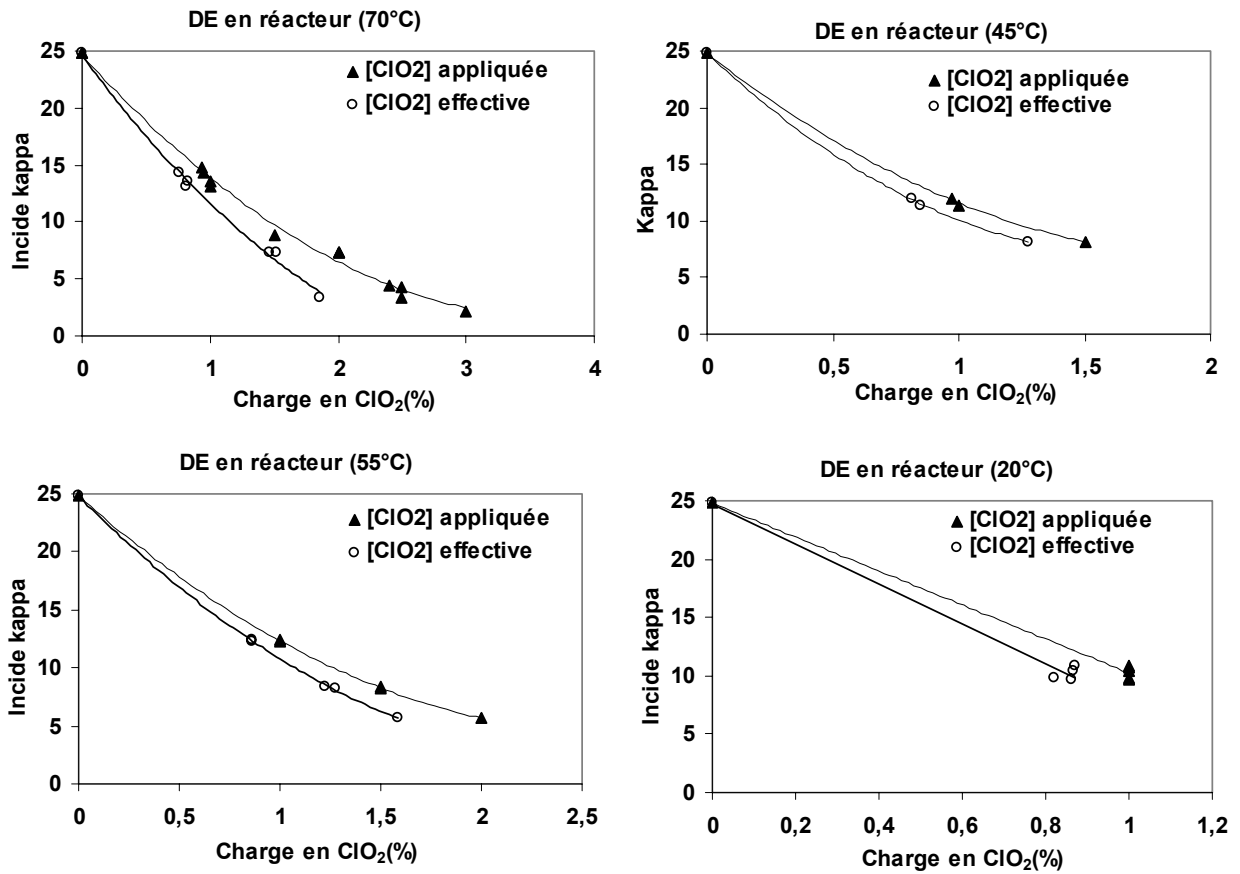 DE en réacteur (70°C)
25
20
15
10
5
0
Incide kappa
▲ [ClO2] appliquée
○ [ClO2] effective
0 1 2 3 4
Charge en ClO₂(%)
DE en réacteur (45°C)
25
20
15
10
5
0
Kappa
▲ [ClO2] appliquée
○ [ClO2] effective
0 0,5 1 1,5 2
Charge en ClO₂(%)
DE en réacteur (55°C)
25
20
15
10
5
0
Incide kappa
▲ [ClO2] appliquée
○ [ClO2] effective
0 0,5 1 1,5 2 2,5
Charge en ClO₂(%)
DE en réacteur (20°C)
25
20
15
10
5
0
Incide kappa
▲ [ClO2] appliquée
○ [ClO2] effective
0 0,2 0,4 0,6 0,8 1 1,2
Charge en ClO₂(%)